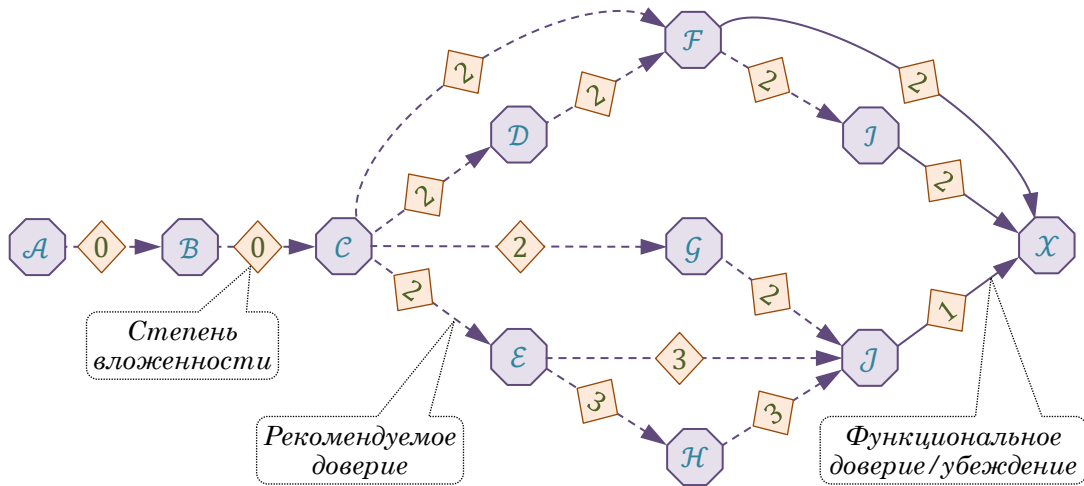 ℱ
2
2
2
2
𝒟
ℐ
2
2
𝒜
0
ℬ
0
𝒞
2
𝒢
𝒳
2
2
1
Степень
вложенности
ℰ
3
𝒥
3
3
Рекомендуемое
доверие
ℋ
Функциональное
доверие/убеждение